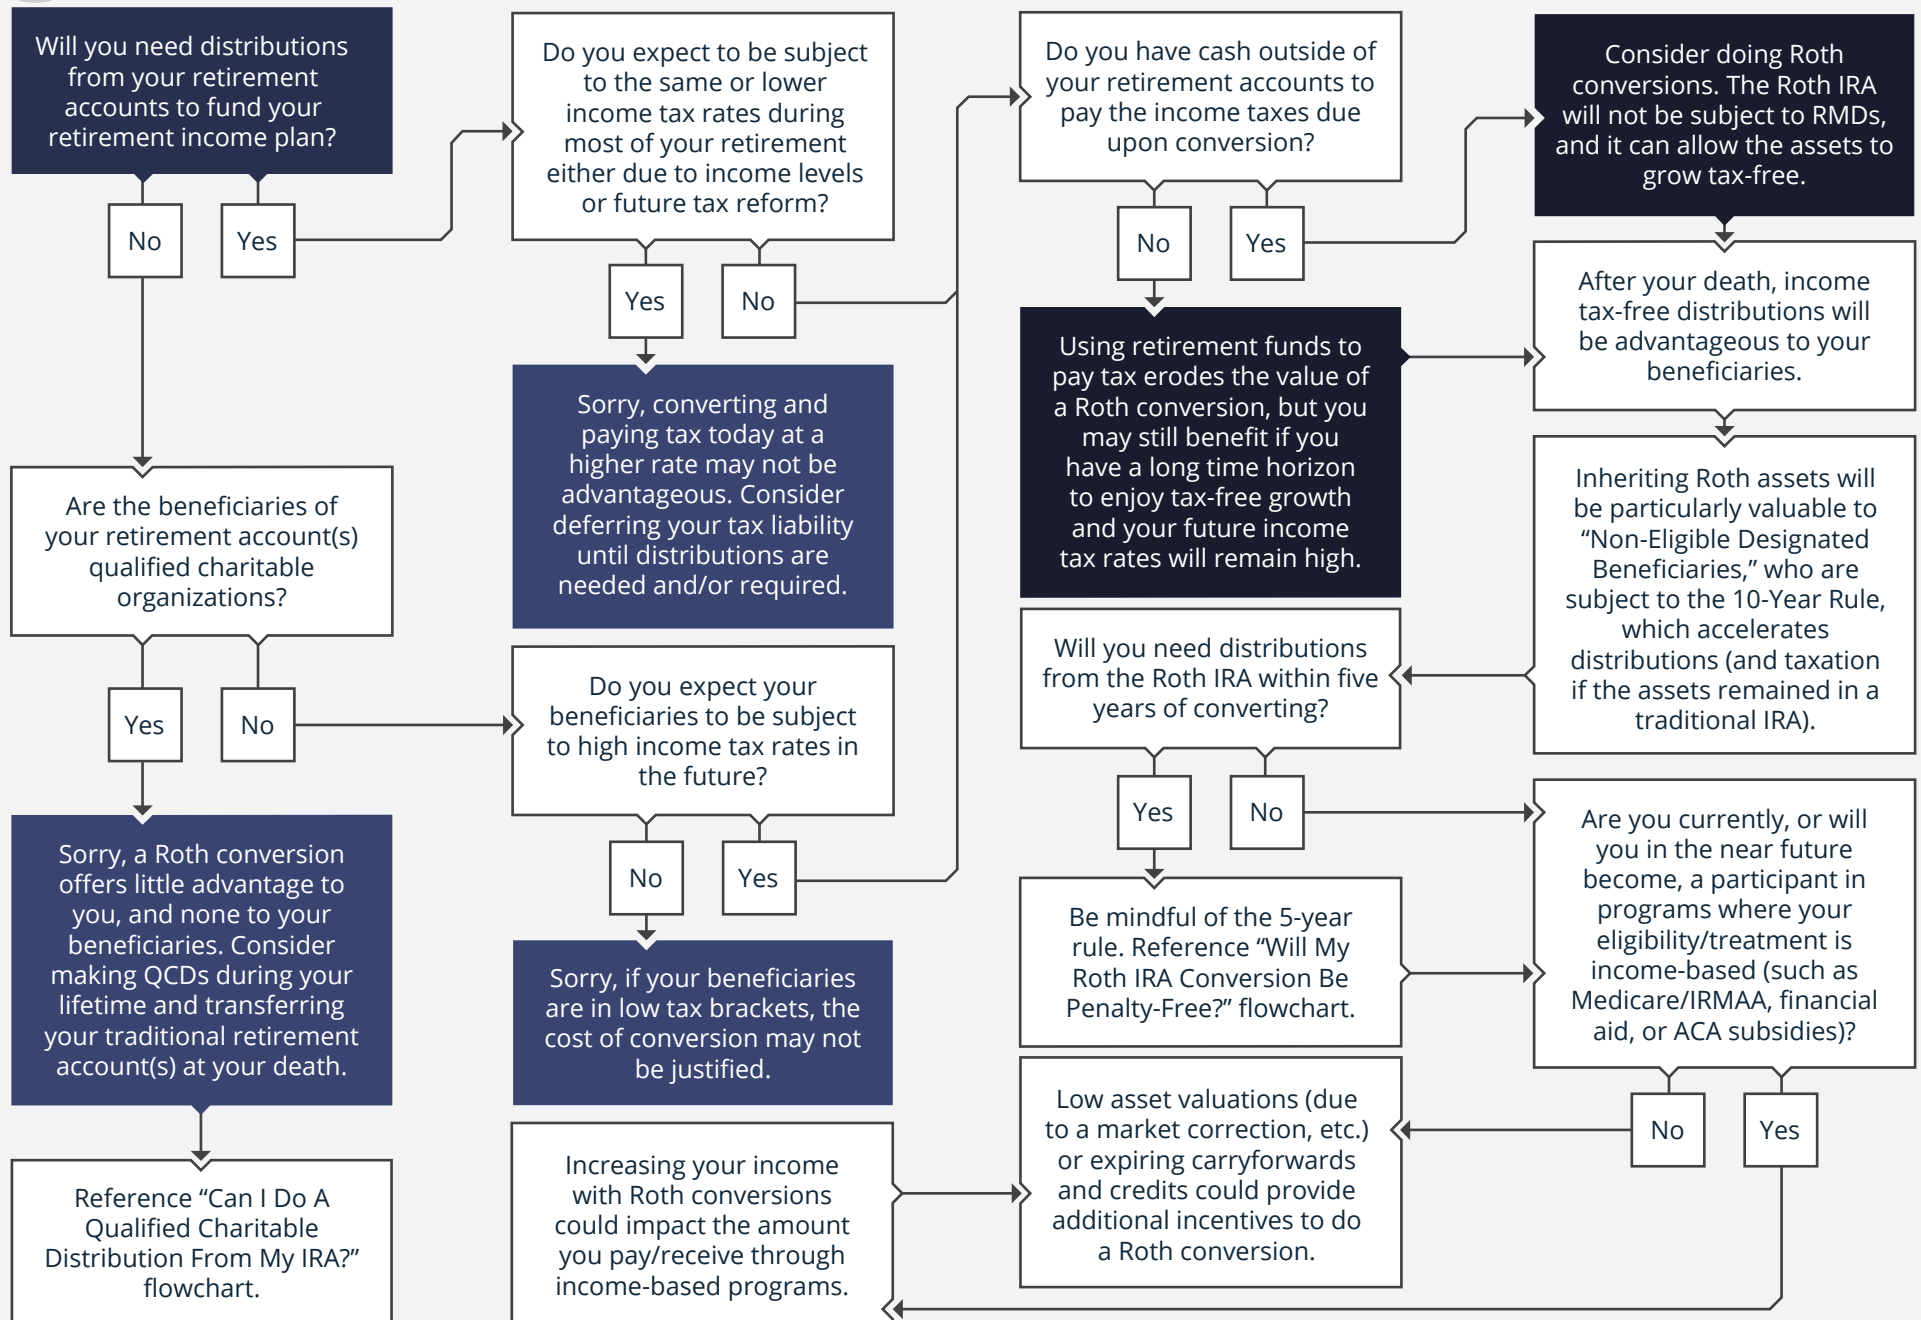 Will you need distributions
from your retirement
accounts to fund your
retirement income plan?
No
Yes
Do you expect to be subject
to the same or lower
income tax rates during
most of your retirement
either due to income levels
or future tax reform?
Yes
No
Sorry, converting and
paying tax today at a
higher rate may not be
advantageous. Consider
deferring your tax liability
until distributions are
needed and/or required.
Are the beneficiaries of
your retirement account(s)
qualified charitable
organizations?
Yes
No
Sorry, a Roth conversion
offers little advantage to
you, and none to your
beneficiaries. Consider
making QCDs during your
lifetime and transferring
your traditional retirement
account(s) at your death.
Reference “Can I Do A
Qualified Charitable
Distribution From My IRA?”
flowchart.
Do you expect your
beneficiaries to be subject
to high income tax rates in
the future?
No
Yes
Sorry, if your beneficiaries
are in low tax brackets, the
cost of conversion may not
be justified.
Do you have cash outside of
your retirement accounts to
pay the income taxes due
upon conversion?
No
Yes
Using retirement funds to
pay tax erodes the value of
a Roth conversion, but you
may still benefit if you
have a long time horizon
to enjoy tax-free growth
and your future income
tax rates will remain high.
Consider doing Roth
conversions. The Roth IRA
will not be subject to RMDs,
and it can allow the assets to
grow tax-free.
After your death, income
tax-free distributions will
be advantageous to your
beneficiaries.
Inheriting Roth assets will
be particularly valuable to
“Non-Eligible Designated
Beneficiaries,” who are
subject to the 10-Year Rule,
which accelerates
distributions (and taxation
if the assets remained in a
traditional IRA).
Will you need distributions
from the Roth IRA within five
years of converting?
Yes
No
Be mindful of the 5-year
rule. Reference “Will My
Roth IRA Conversion Be
Penalty-Free?” flowchart.
Are you currently, or will
you in the near future
become, a participant in
programs where your
eligibility/treatment is
income-based (such as
Medicare/IRMAA, financial
aid, or ACA subsidies)?
No
Yes
Increasing your income
with Roth conversions
could impact the amount
you pay/receive through
income-based programs.
Low asset valuations (due
to a market correction, etc.)
or expiring carryforwards
and credits could provide
additional incentives to do
a Roth conversion.